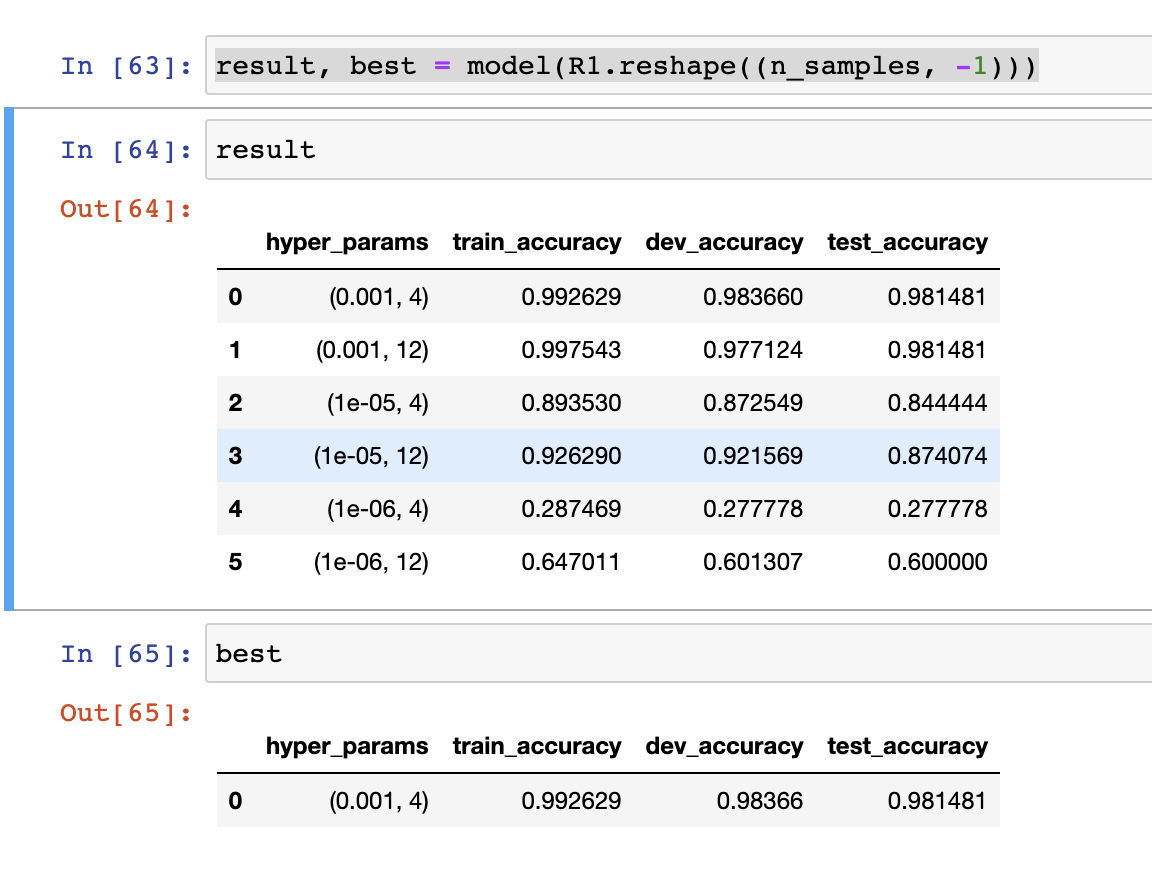 In [63]: result, best = model(R1.reshape((n_samples, -1)))
In [64]: result
Out[64]:
hyper_params train_accuracy dev_accuracy test_accuracy
0 (0.001, 4) 0.992629 0.983660 0.981481
1 (0.001, 12) 0.997543 0.977124 0.981481
2 (1e-05, 4) 0.893530 0.872549 0.844444
3 (1e-05, 12) 0.926290 0.921569 0.874074
4 (1e-06, 4) 0.287469 0.277778 0.277778
5 (1e-06, 12) 0.647011 0.601307 0.600000
In [65]: best
Out[65]:
hyper_params train_accuracy dev_accuracy test_accuracy
0 (0.001, 4) 0.992629 0.98366 0.981481